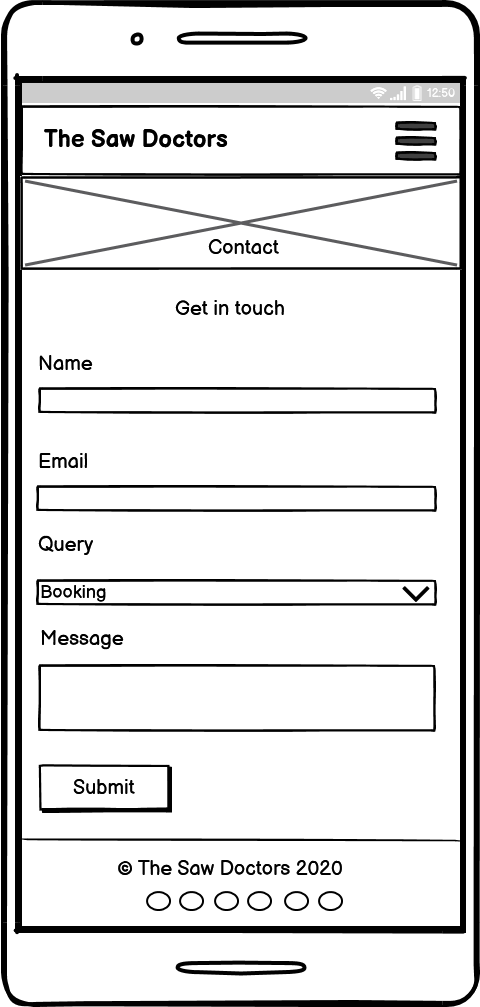 12:50
The Saw Doctors
Contact
Get in touch
Name
Email
Query
Booking
Message
Submit
© The Saw Doctors 2020